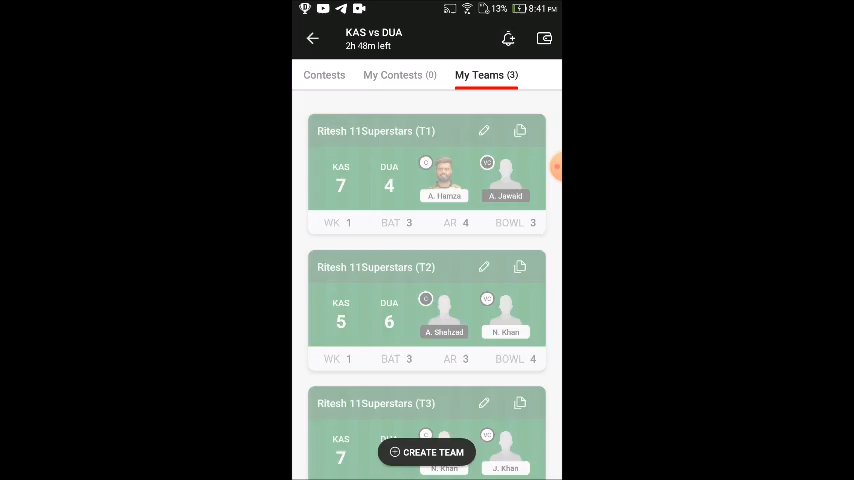 13% 8:41 PM
KAS vs DUA
2h 48m left
Contests My Contests (0) My Teams (3)
Ritesh 11Superstars (T1)
KAS DUA C VC
7 4
A. Hamza A. Jawaid
WK 1 BAT 3 AR 4 BOWL 3
Ritesh 11Superstars (T2)
KAS DUA C VC
5 6
A. Shahzad N. Khan
WK 1 BAT 3 AR 3 BOWL 4
Ritesh 11Superstars (T3)
KAS C VC
7
CREATE TEAM
N. Khan J. Khan